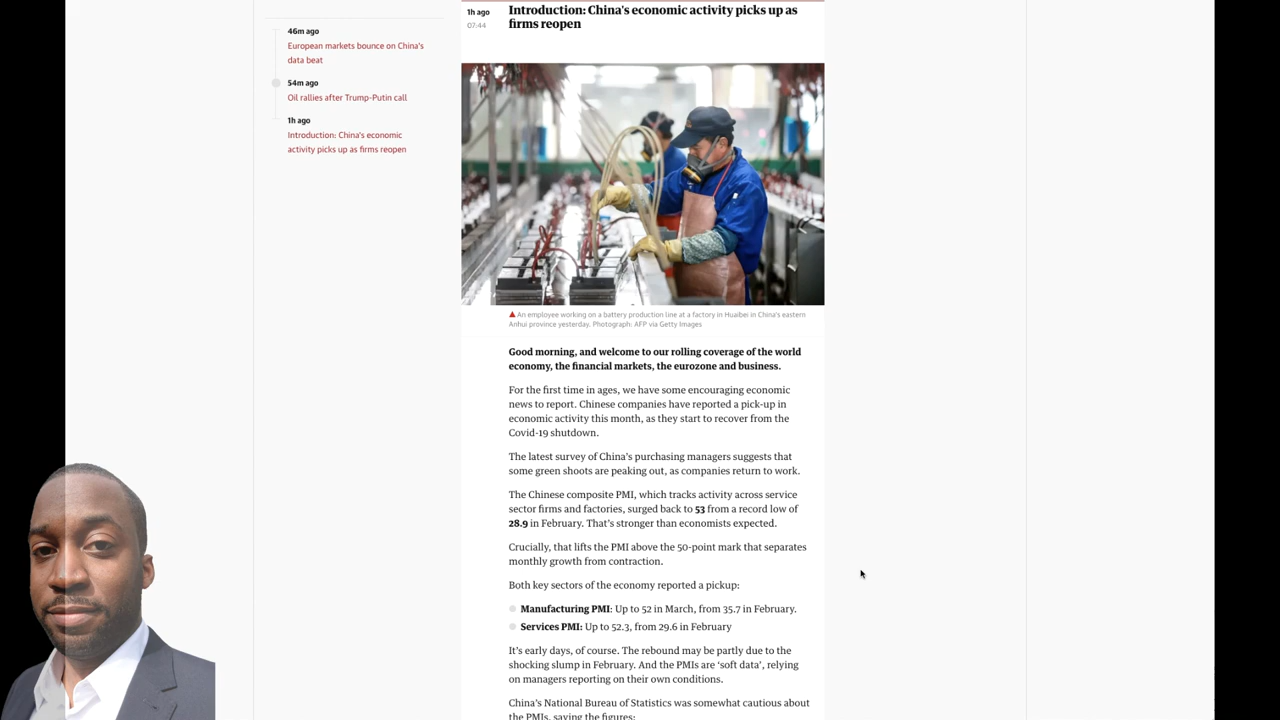 46m ago
European markets bounce on China's
data beat
54m ago
Oil rallies after Trump-Putin call
1h ago
Introduction: China's economic
activity picks up as firms reopen
1h ago
07:44
Introduction: China's economic activity picks up as
firms reopen
An employee working on a battery production line at a factory in Huaibei in China's eastern
Anhui province yesterday. Photograph: AFP via Getty Images
Good morning, and welcome to our rolling coverage of the world
economy, the financial markets, the eurozone and business.
For the first time in ages, we have some encouraging economic
news to report. Chinese companies have reported a pick-up in
economic activity this month, as they start to recover from the
Covid-19 shutdown.
The latest survey of China's purchasing managers suggests that
some green shoots are peaking out, as companies return to work.
The Chinese composite PMI, which tracks activity across service
sector firms and factories, surged back to 53 from a record low of
28.9 in February. That's stronger than economists expected.
Crucially, that lifts the PMI above the 50-point mark that separates
monthly growth from contraction.
Both key sectors of the economy reported a pickup:
Manufacturing PMI: Up to 52 in March, from 35.7 in February.
Services PMI: Up to 52.3, from 29.6 in February
It's early days, of course. The rebound may be partly due to the
shocking slump in February. And the PMIs are 'soft data', relying
on managers reporting on their own conditions.
China's National Bureau of Statistics was somewhat cautious about
the PMIs, saying the figures: